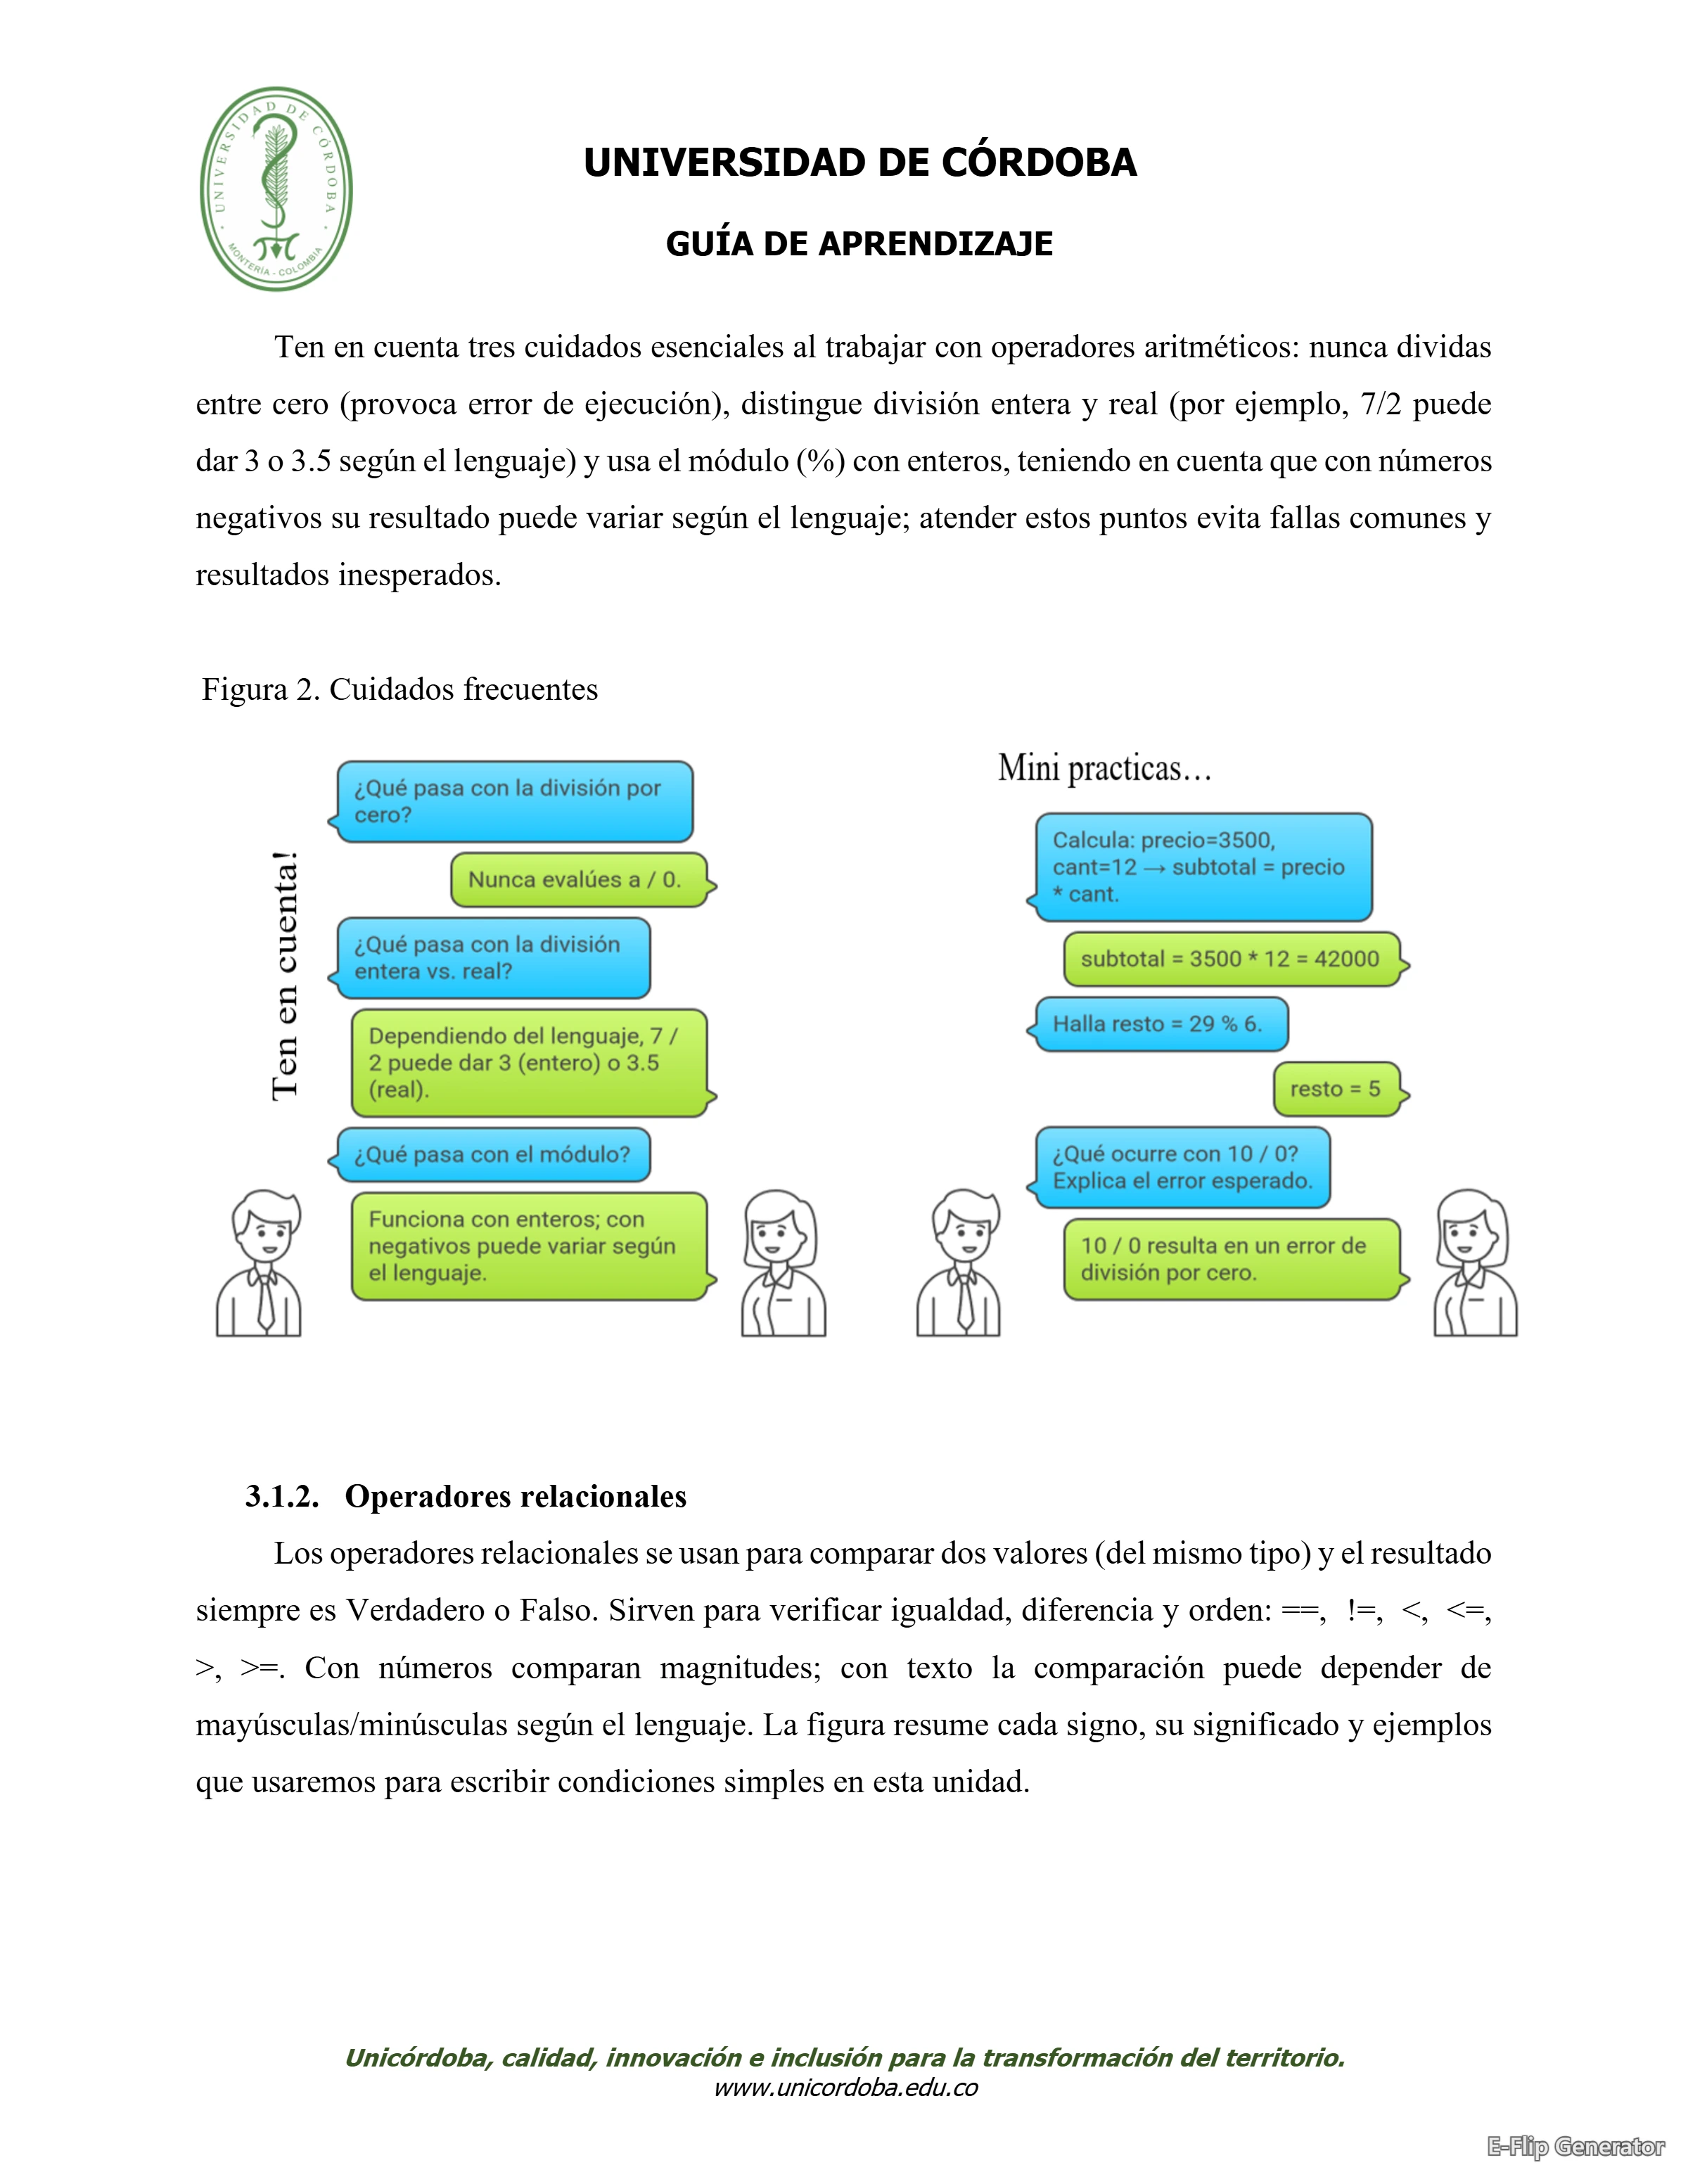 UNIVERSIDAD DE CÓRDOBA
MONTERÍA - COLOMBIA
UNIVERSIDAD DE CÓRDOBA
GUÍA DE APRENDIZAJE
Ten en cuenta tres cuidados esenciales al trabajar con operadores aritméticos: nunca dividas
entre cero (provoca error de ejecución), distingue división entera y real (por ejemplo, 7/2 puede
dar 3 o 3.5 según el lenguaje) y usa el módulo (%) con enteros, teniendo en cuenta que con números
negativos su resultado puede variar según el lenguaje; atender estos puntos evita fallas comunes y
resultados inesperados.
Figura 2. Cuidados frecuentes
Ten en cuenta!
¿Qué pasa con la división por
cero?
Nunca evalúes a / 0.
¿Qué pasa con la división
entera vs. real?
Dependiendo del lenguaje, 7 /
2 puede dar 3 (entero) o 3.5
(real).
¿Qué pasa con el módulo?
Funciona con enteros; con
negativos puede variar según
el lenguaje.
Mini practicas…
Calcula: precio=3500,
cant=12 → subtotal = precio
* cant.
subtotal = 3500 * 12 = 42000
Halla resto = 29 % 6.
resto = 5
¿Qué ocurre con 10 / 0?
Explica el error esperado.
10 / 0 resulta en un error de
división por cero.
3.1.2. Operadores relacionales
Los operadores relacionales se usan para comparar dos valores (del mismo tipo) y el resultado
siempre es Verdadero o Falso. Sirven para verificar igualdad, diferencia y orden: ==, !=, <, <=,
>, >=. Con números comparan magnitudes; con texto la comparación puede depender de
mayúsculas/minúsculas según el lenguaje. La figura resume cada signo, su significado y ejemplos
que usaremos para escribir condiciones simples en esta unidad.
Unicórdoba, calidad, innovación e inclusión para la transformación del territorio.
www.unicordoba.edu.co
E-Flip Generator